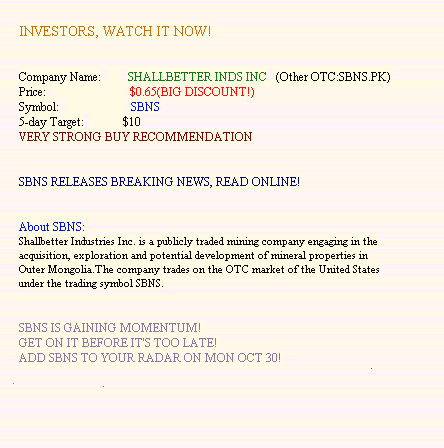 INVESTORS, WATCH IT NOW!
Company Name: SHALLBETTER INDS INC (Other OTC:SBNS.PK)
Price: $0.65(BIG DISCOUNT!)
Symbol: SBNS
5-day Target: $10
VERY STRONG BUY RECOMMENDATION
SBNS RELEASES BREAKING NEWS, READ ONLINE!
About SBNS:
Shallbetter Industries Inc. is a publicly traded mining company engaging in the
acquisition, exploration and potential development of mineral properties in
Outer Mongolia.The company trades on the OTC market of the United States
under the trading symbol SBNS.
SBNS IS GAINING MOMENTUM!
GET ON IT BEFORE IT'S TOO LATE!
ADD SBNS TO YOUR RADAR ON MON OCT 30!